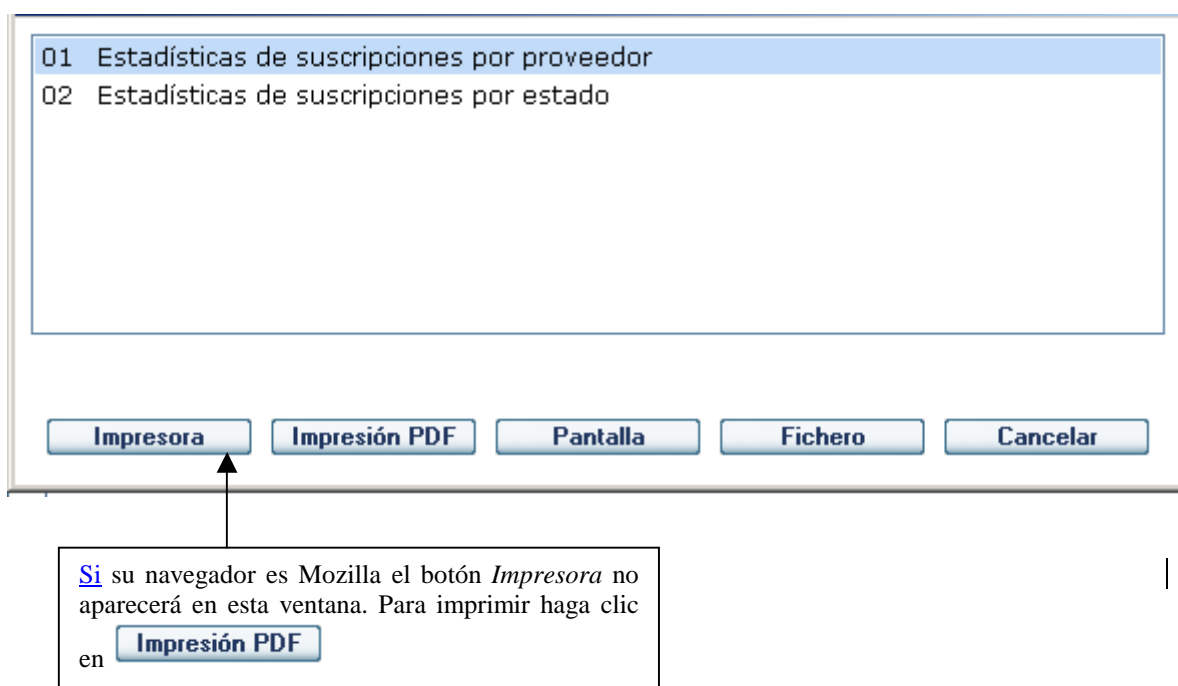 01 Estadísticas de suscripciones por proveedor
02 Estadísticas de suscripciones por estado
Impresora Impresión PDF Pantalla Fichero Cancelar
Si su navegador es Mozilla el botón Impresora no
aparecerá en esta ventana. Para imprimir haga clic
en Impresión PDF